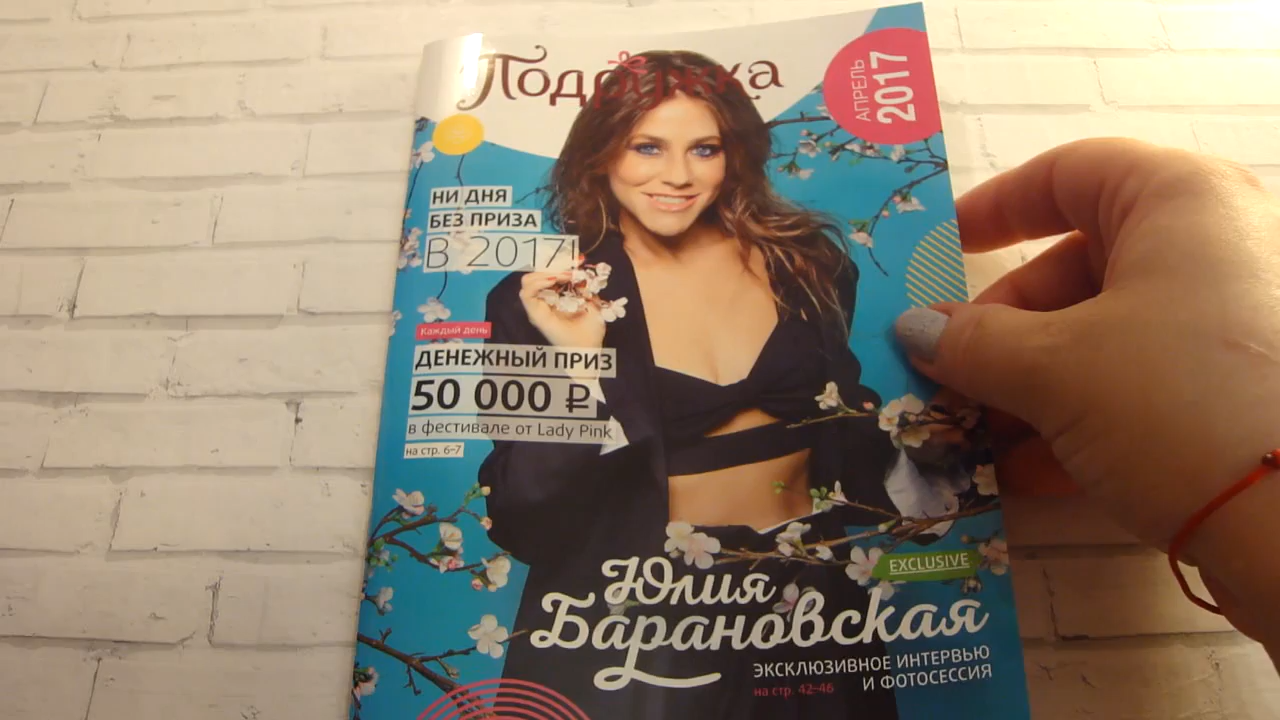 Подружка
АПРЕЛЬ
2017
НИ ДНЯ
БЕЗ ПРИЗА
В 2017!
Каждый день
ДЕНЕЖНЫЙ ПРИЗ
50 000 ₽
в фестивале от Lady Pink
на стр. 6–7
EXCLUSIVE
Юлия
Барановская
ЭКСКЛЮЗИВНОЕ ИНТЕРВЬЮ
И ФОТОСЕССИЯ
на стр. 42–46